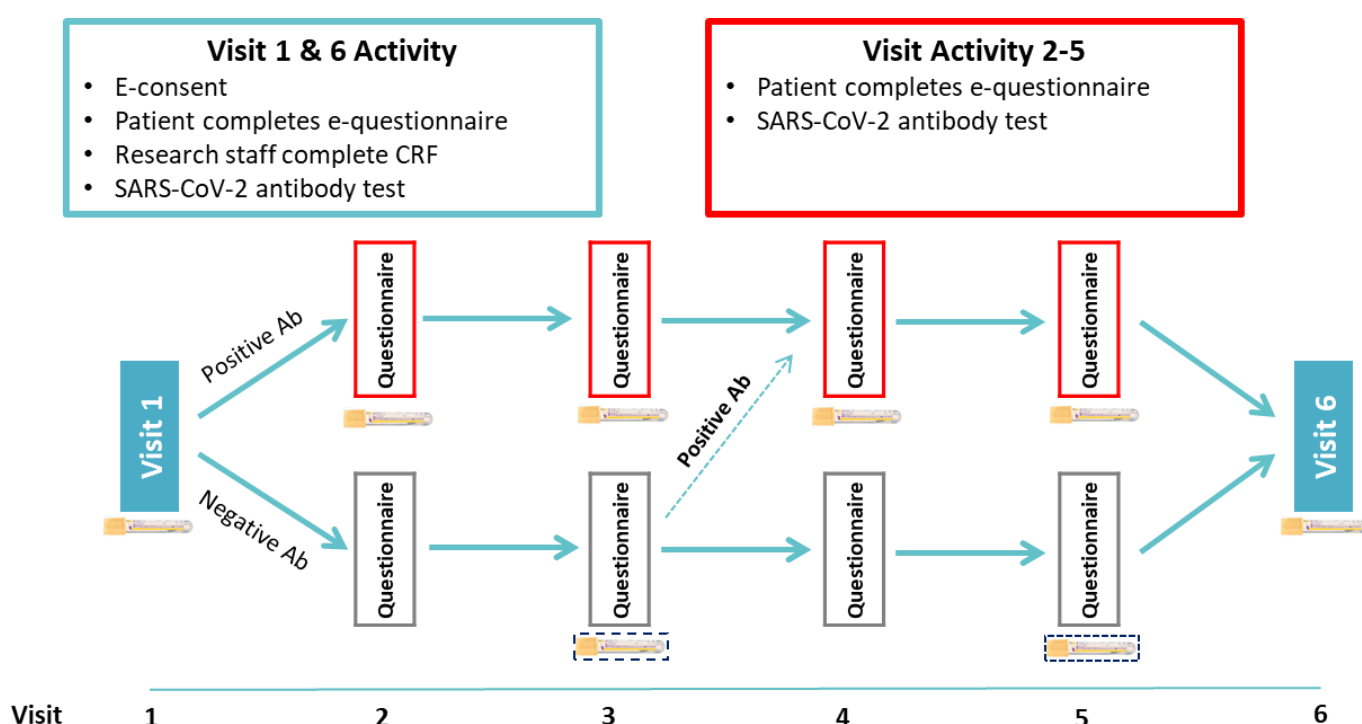 Visit 1 & 6 Activity
• E-consent
• Patient completes e-questionnaire
• Research staff complete CRF
• SARS-CoV-2 antibody test
Visit Activity 2-5
• Patient completes e-questionnaire
• SARS-CoV-2 antibody test
Visit 1
Positive Ab
Negative Ab
Questionnaire
Questionnaire
Questionnaire
Questionnaire
Positive Ab
Questionnaire
Questionnaire
Questionnaire
Questionnaire
Visit 6
Visit 1 2 3 4 5 6